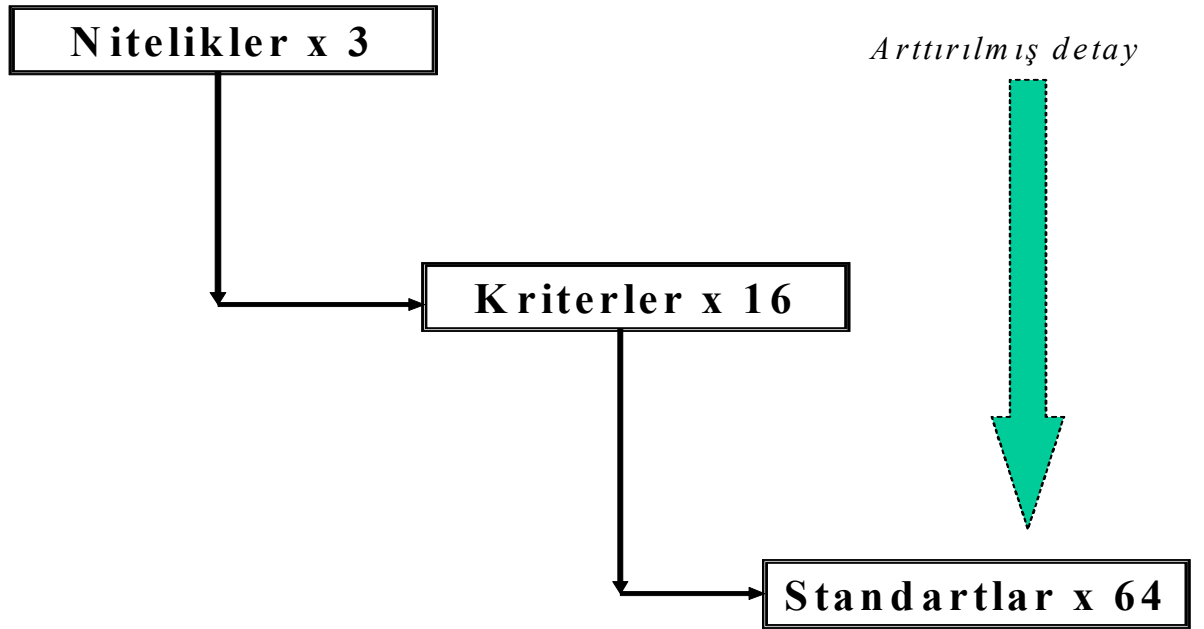 Nitelikler x 3
Arttırılmış detay
Kriterler x 16
Standartlar x 64